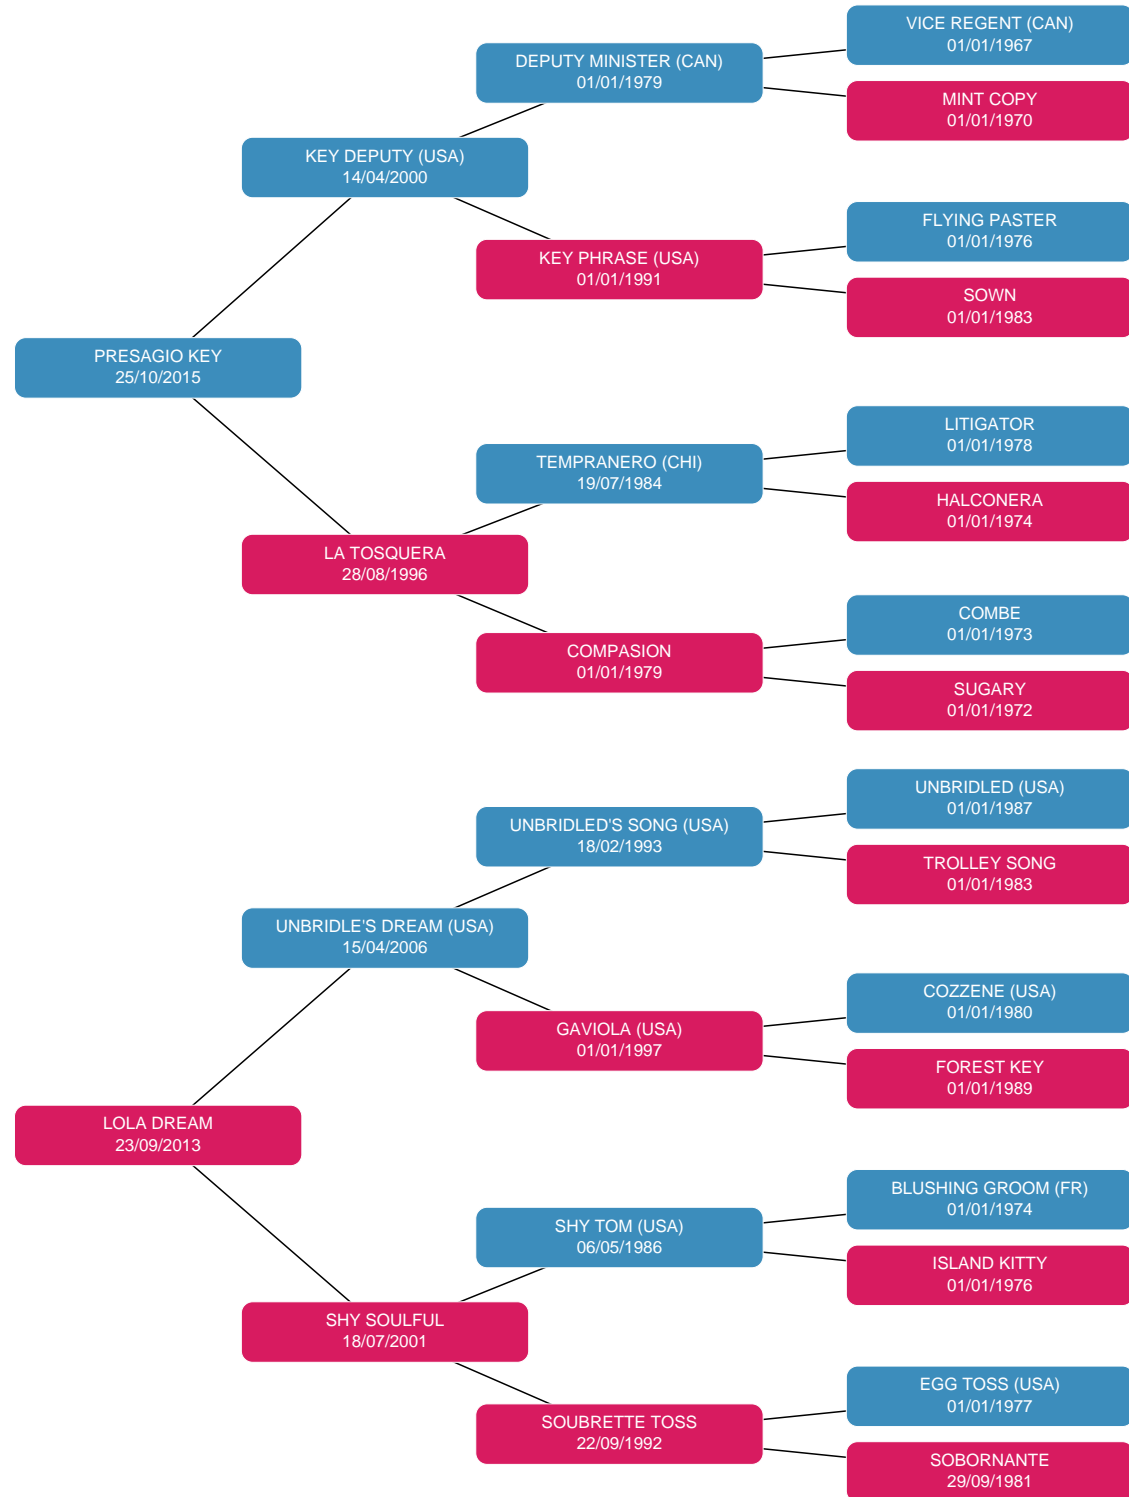 VICE REGENT (CAN)
01/01/1967
DEPUTY MINISTER (CAN)
01/01/1979
MINT COPY
01/01/1970
KEY DEPUTY (USA)
14/04/2000
FLYING PASTER
01/01/1976
KEY PHRASE (USA)
01/01/1991
SOWN
01/01/1983
PRESAGIO KEY
25/10/2015
LITIGATOR
01/01/1978
TEMPRANERO (CHI)
19/07/1984
HALCONERA
01/01/1974
LA TOSQUERA
28/08/1996
COMBE
01/01/1973
COMPASION
01/01/1979
SUGARY
01/01/1972
UNBRIDLED (USA)
01/01/1987
UNBRIDLED'S SONG (USA)
18/02/1993
TROLLEY SONG
01/01/1983
UNBRIDLE'S DREAM (USA)
15/04/2006
COZZENE (USA)
01/01/1980
GAVIOLA (USA)
01/01/1997
FOREST KEY
01/01/1989
LOLA DREAM
23/09/2013
BLUSHING GROOM (FR)
01/01/1974
SHY TOM (USA)
06/05/1986
ISLAND KITTY
01/01/1976
SHY SOULFUL
18/07/2001
EGG TOSS (USA)
01/01/1977
SOUBRETTE TOSS
22/09/1992
SOBORNANTE
29/09/1981